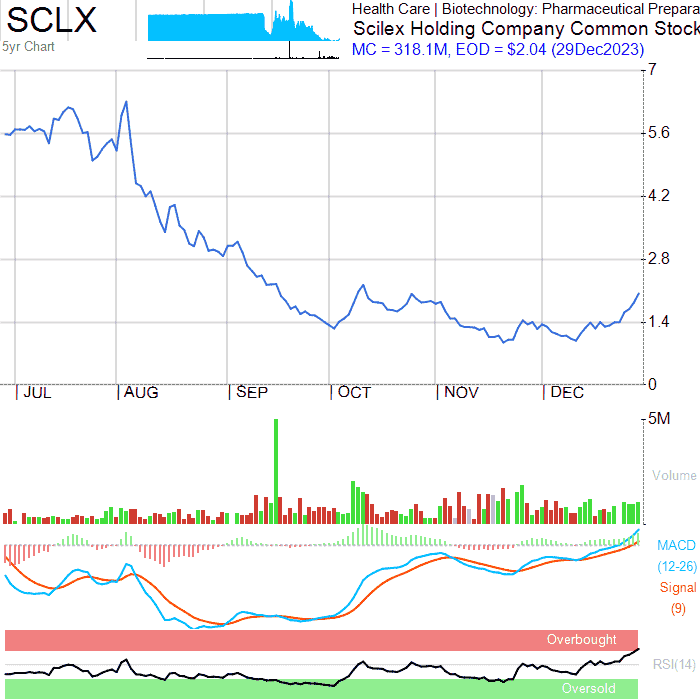 SCLX
5yr Chart
Health Care | Biotechnology: Pharmaceutical Prepara
Scilex Holding Company Common Stock
MC = 318.1M, EOD = $2.04 (29Dec2023)
7
5.6
4.2
2.8
1.4
0
JUL AUG SEP OCT NOV DEC
5M
Volume
MACD
(12-26)
Signal
(9)
Overbought
RSI(14)
Oversold